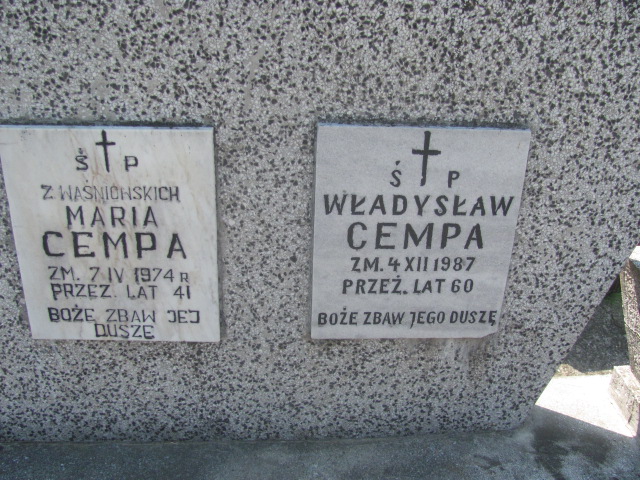 Ś P
Z WAŚNIOWSKICH
MARIA
CEMPA
ZM. 7 IV 1974 R
PRZEŻ. LAT 41
BOŻE ZBAW JEJ
DUSZĘ
Ś P
WŁADYSŁAW
CEMPA
ZM. 4 XII 1987
PRZEŻ. LAT 60
BOŻE ZBAW JEGO DUSZĘ